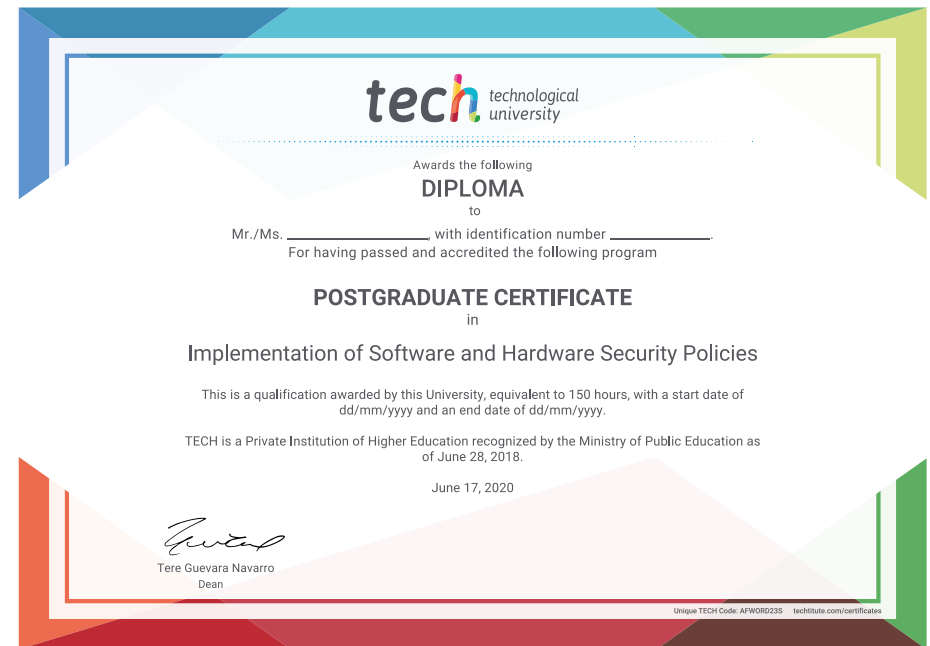 tech technological
university
Awards the following
DIPLOMA
to
Mr./Ms. ____________________, with identification number ______________.
For having passed and accredited the following program
POSTGRADUATE CERTIFICATE
in
Implementation of Software and Hardware Security Policies
This is a qualification awarded by this University, equivalent to 150 hours, with a start date of
dd/mm/yyyy and an end date of dd/mm/yyyy.
TECH is a Private Institution of Higher Education recognized by the Ministry of Public Education as
of June 28, 2018.
June 17, 2020
Tere Guevara Navarro
Dean
Unique TECH Code: AFWORD23S techtitute.com/certificates